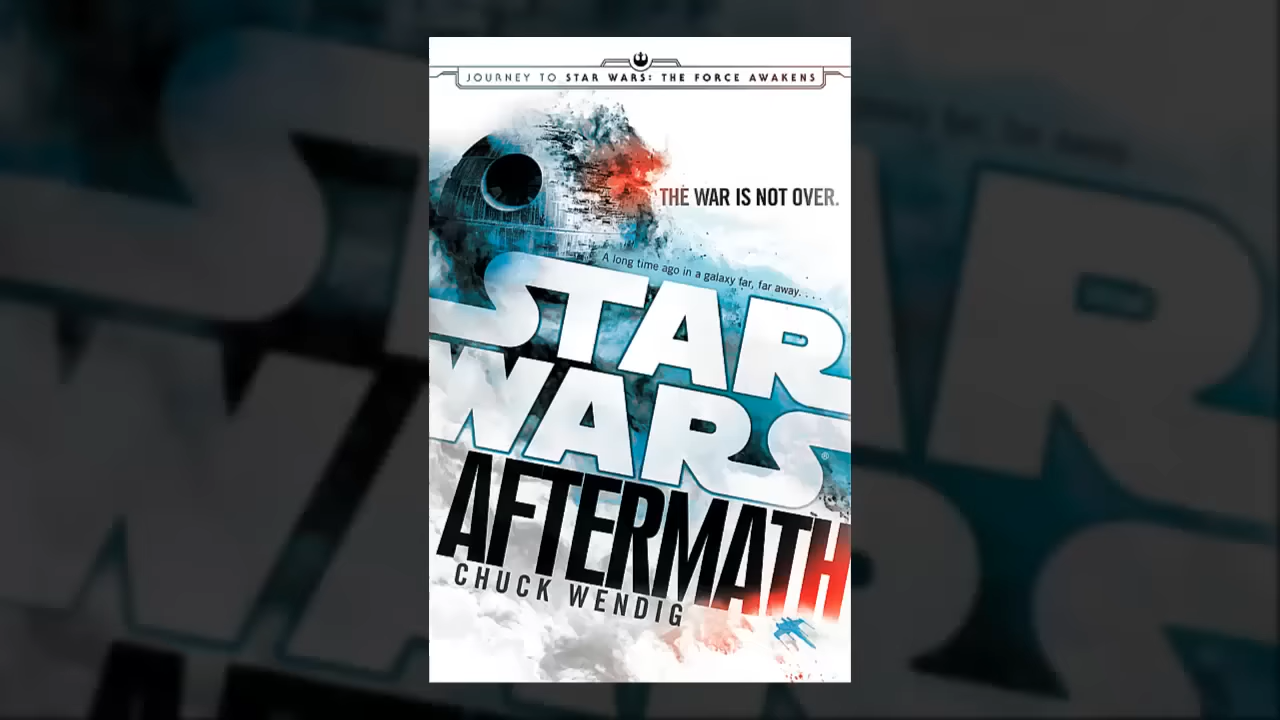 JOURNEY TO STAR WARS: THE FORCE AWAKENS
THE WAR IS NOT OVER.
A long time ago in a galaxy far, far away. . . .
STAR
WARS
®
AFTERMATH
CHUCK WENDIG